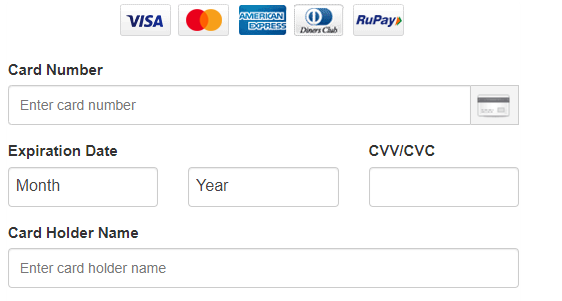 VISA AMERICAN EXPRESS Diners Club RuPay
Card Number
Enter card number
Expiration Date CVV/CVC
Month Year
Card Holder Name
Enter card holder name